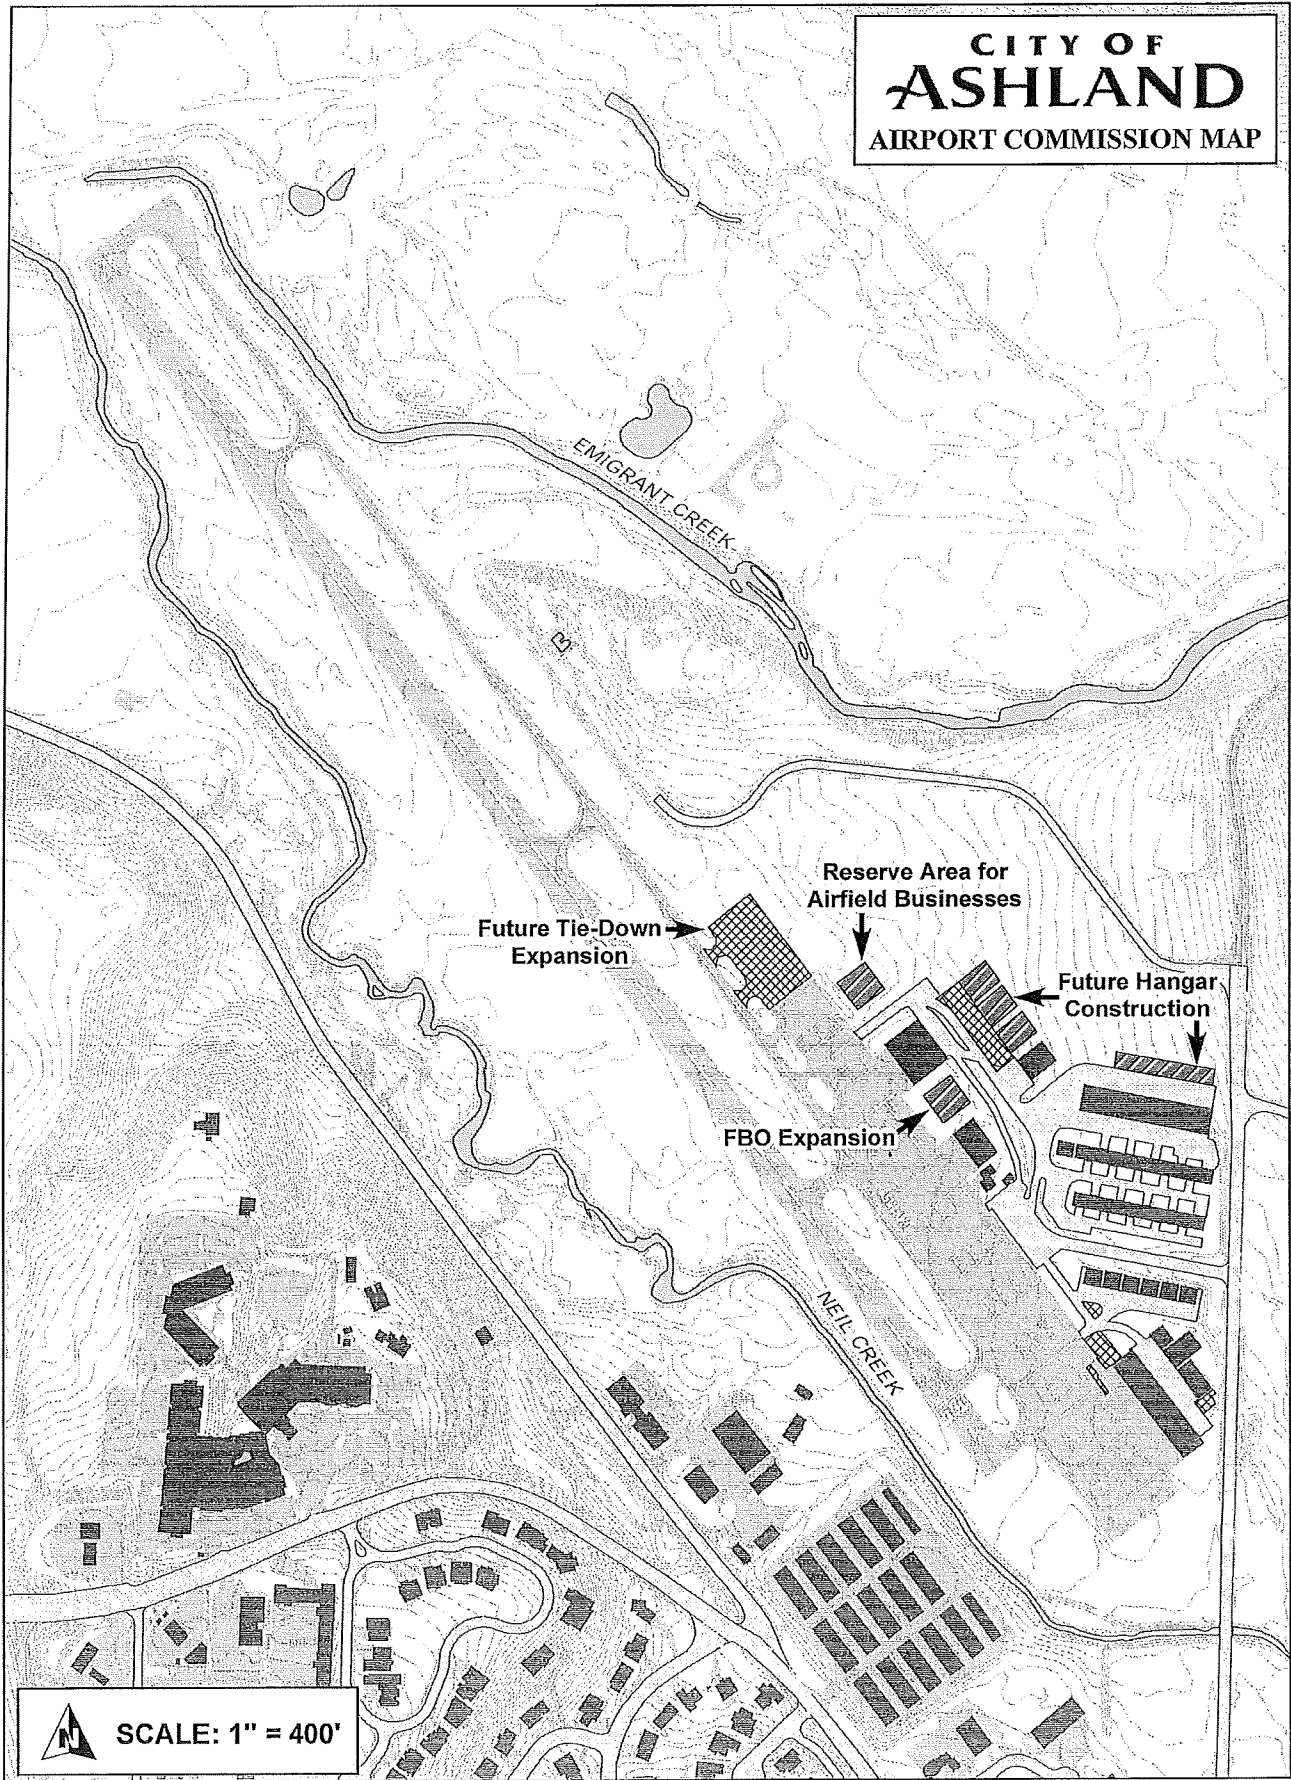 CITY OF
ASHLAND
AIRPORT COMMISSION MAP
EMIGRANT CREEK
Reserve Area for
Airfield Businesses
Future Tie-Down
Expansion
Future Hangar
Construction
FBO Expansion
NEIL CREEK
N
SCALE: 1" = 400'